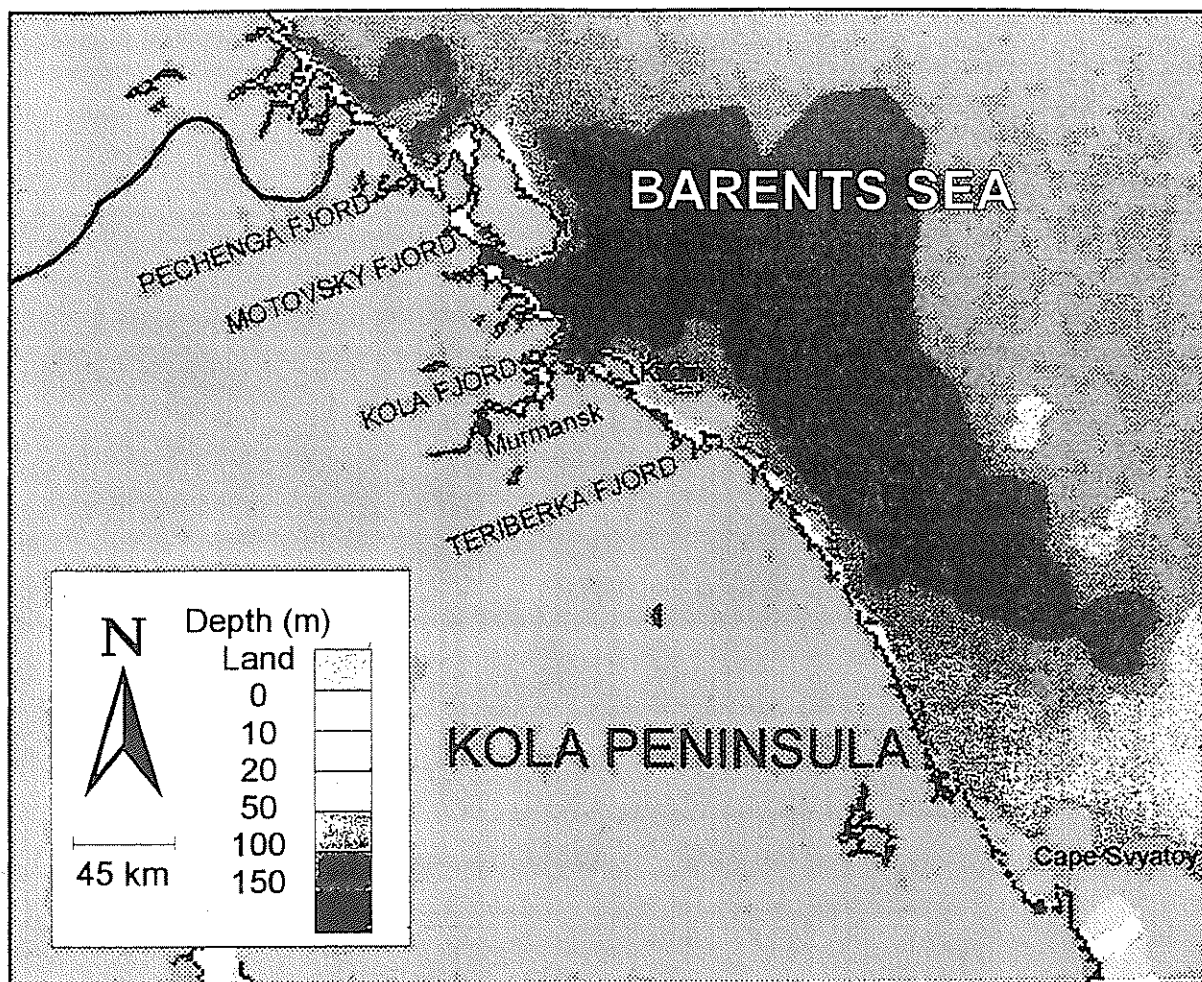 BARENTS SEA
PECHENGA FJORD
MOTOVSKY FJORD
KOLA FJORD
Murmansk
TERIBERKA FJORD
KOLA PENINSULA
Cape Svyatoy
N
Depth (m)
Land
0
10
20
50
100
150
45 km